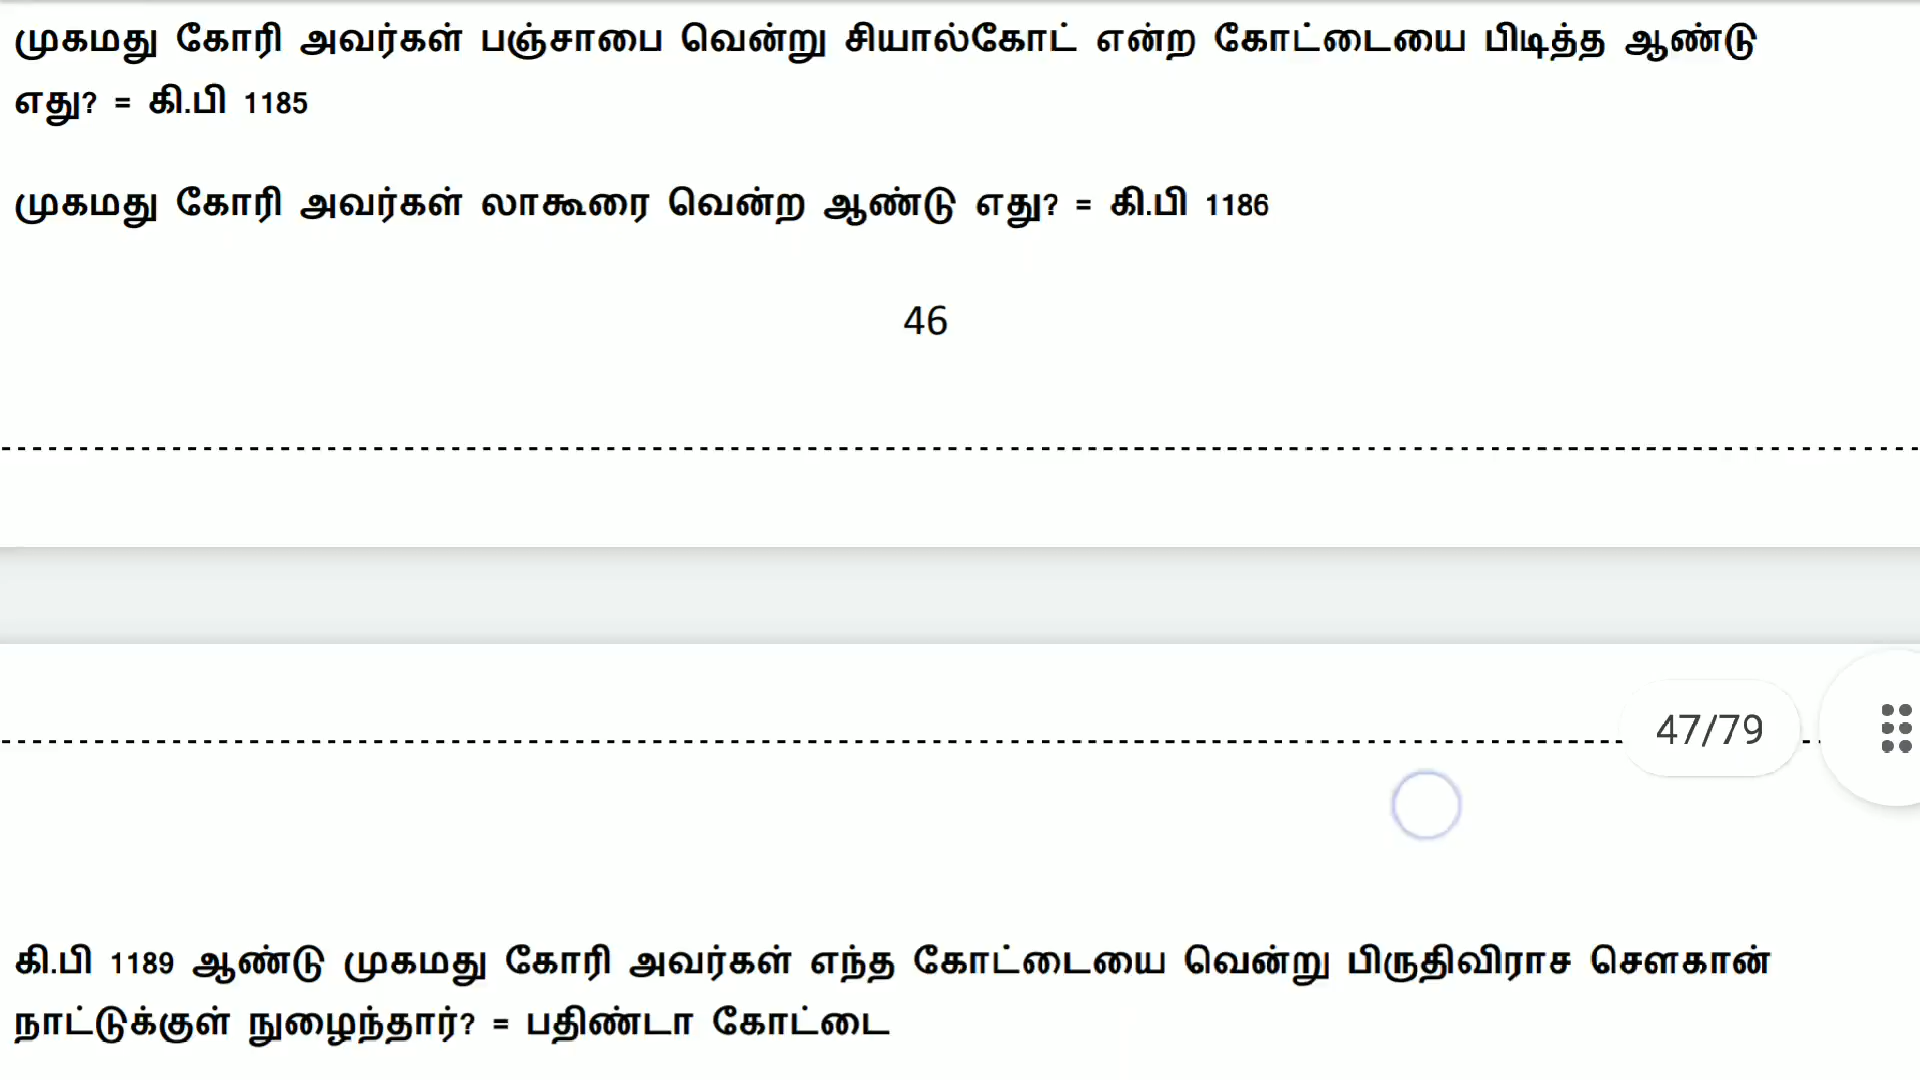 முகமது கோரி அவர்கள் பஞ்சாபை வென்று சியால்கோட் என்ற கோட்டையை பிடித்த ஆண்டு
எது? = கி.பி 1185
முகமது கோரி அவர்கள் லாகூரை வென்ற ஆண்டு எது? = கி.பி 1186
46
47/79
கி.பி 1189 ஆண்டு முகமது கோரி அவர்கள் எந்த கோட்டையை வென்று பிருதிவிராச சௌகான்
நாட்டுக்குள் நுழைந்தார்? = பதிண்டா கோட்டை